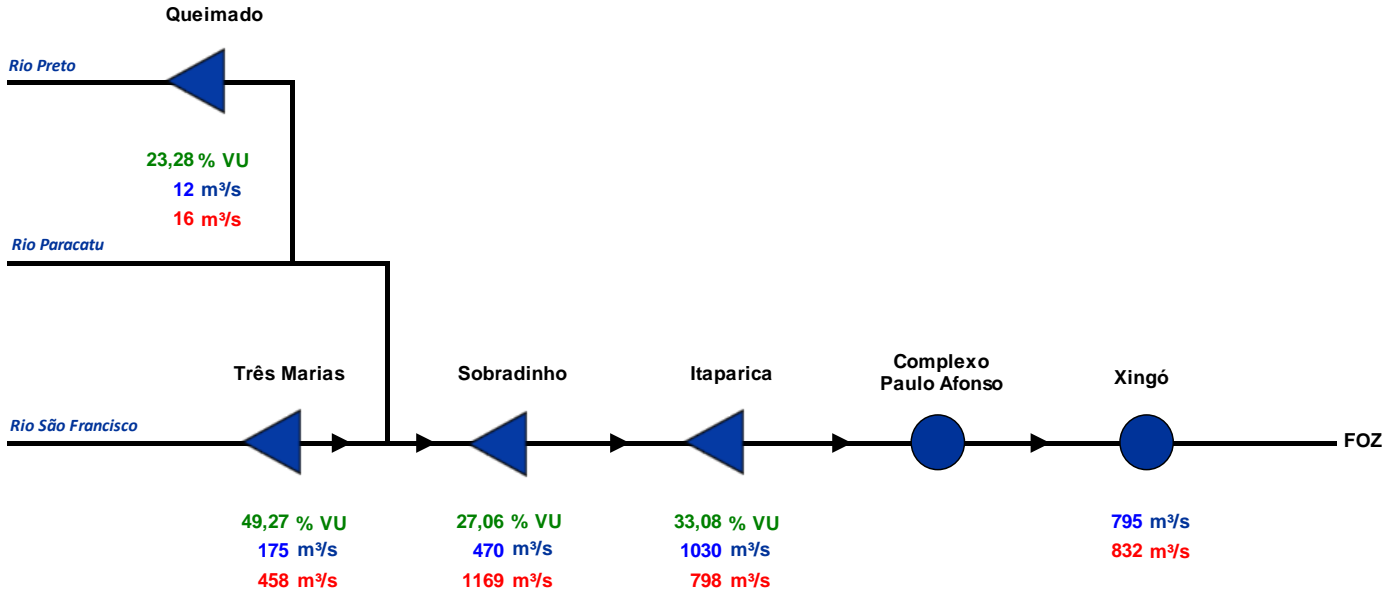 Queimado
Rio Preto
23,28 % VU
12 m³/s
16 m³/s
Rio Paracatu
Três Marias
Sobradinho
Itaparica
Complexo
Paulo Afonso
Xingó
Rio São Francisco
FOZ
49,27 % VU
175 m³/s
458 m³/s
27,06 % VU
470 m³/s
1169 m³/s
33,08 % VU
1030 m³/s
798 m³/s
795 m³/s
832 m³/s